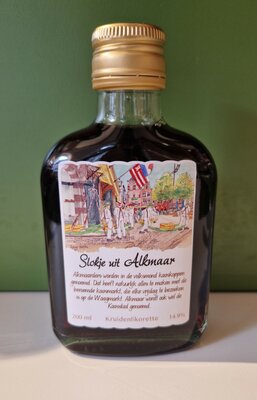 Slokje uit Alkmaar
Alkmaarders worden in de volksmond kaaskoppen
genoemd. Dat heeft natuurlijk alles te maken met de
beroemde kaasmarkt, die elke vrijdag te bezoeken
is op de Waagmarkt. Alkmaar wordt ook wel de
Kaasstad genoemd.
200 ml Kruidenlikorette 14.9%